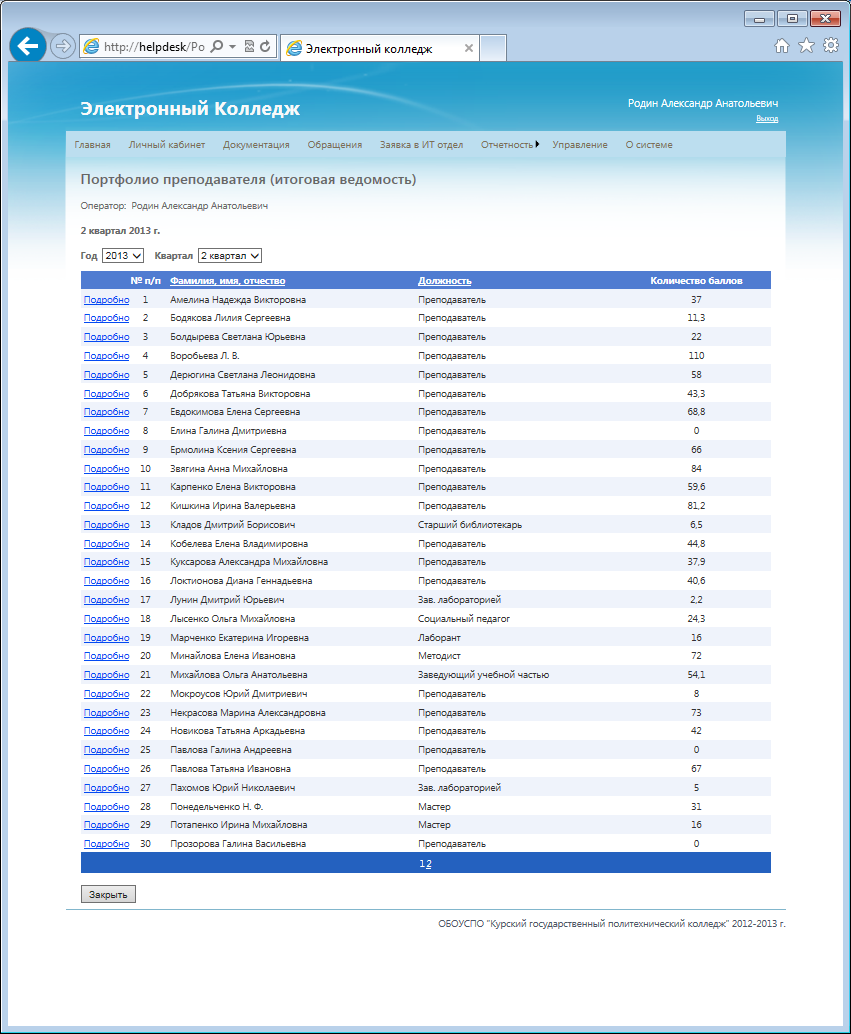 http://helpdesk/Po
Электронный колледж
Электронный Колледж
Родин Александр Анатольевич
Выход
Главная Личный кабинет Документация Обращения Заявка в ИТ отдел Отчетность Управление О системе
Портфолио преподавателя (итоговая ведомость)
Оператор: Родин Александр Анатольевич
2 квартал 2013 г.
Год 2013 Квартал 2 квартал
№ п/п Фамилия, имя, отчество Должность Количество баллов
Подробно 1 Амелина Надежда Викторовна Преподаватель 37
Подробно 2 Бодякова Лилия Сергеевна Преподаватель 11,3
Подробно 3 Болдырева Светлана Юрьевна Преподаватель 22
Подробно 4 Воробьева Л. В. Преподаватель 110
Подробно 5 Дерюгина Светлана Леонидовна Преподаватель 58
Подробно 6 Добрякова Татьяна Викторовна Преподаватель 43,3
Подробно 7 Евдокимова Елена Сергеевна Преподаватель 68,8
Подробно 8 Елина Галина Дмитриевна Преподаватель 0
Подробно 9 Ермолина Ксения Сергеевна Преподаватель 66
Подробно 10 Звягина Анна Михайловна Преподаватель 84
Подробно 11 Карпенко Елена Викторовна Преподаватель 59,6
Подробно 12 Кишкина Ирина Валерьевна Преподаватель 81,2
Подробно 13 Кладов Дмитрий Борисович Старший библиотекарь 6,5
Подробно 14 Кобелева Елена Владимировна Преподаватель 44,8
Подробно 15 Куксарова Александра Михайловна Преподаватель 37,9
Подробно 16 Локтионова Диана Геннадьевна Преподаватель 40,6
Подробно 17 Лунин Дмитрий Юрьевич Зав. лабораторией 2,2
Подробно 18 Лысенко Ольга Михайловна Социальный педагог 24,3
Подробно 19 Марченко Екатерина Игоревна Лаборант 16
Подробно 20 Минайлова Елена Ивановна Методист 72
Подробно 21 Михайлова Ольга Анатольевна Заведующий учебной частью 54,1
Подробно 22 Мокроусов Юрий Дмитриевич Преподаватель 8
Подробно 23 Некрасова Марина Александровна Преподаватель 73
Подробно 24 Новикова Татьяна Аркадьевна Преподаватель 42
Подробно 25 Павлова Галина Андреевна Преподаватель 0
Подробно 26 Павлова Татьяна Ивановна Преподаватель 67
Подробно 27 Пахомов Юрий Николаевич Зав. лабораторией 5
Подробно 28 Понедельченко Н. Ф. Мастер 31
Подробно 29 Потапенко Ирина Михайловна Мастер 16
Подробно 30 Прозорова Галина Васильевна Преподаватель 0
1 2
Закрыть
ОБОУСПО "Курский государственный политехнический колледж" 2012-2013 г.